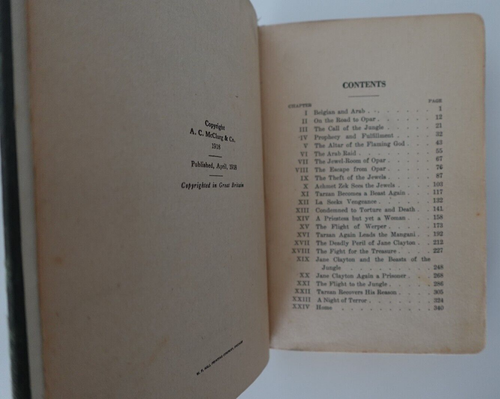 Copyright
A. C. McClurg & Co.
1918
Published, April, 1918
Copyrighted in Great Britain
CONTENTS
CHAPTER PAGE
I Belgian and Arab 1
II On the Road to Opar 12
III The Call of the Jungle 21
IV Prophecy and Fulfillment 32
V The Altar of the Flaming God 43
VI The Arab Raid 55
VII The Jewel-Room of Opar 67
VIII The Escape from Opar 76
IX The Theft of the Jewels 87
X Achmet Zek Sees the Jewels 103
XI Tarzan Becomes a Beast Again 117
XII La Seeks Vengeance 132
XIII Condemned to Torture and Death 141
XIV A Priestess but yet a Woman 158
XV The Flight of Werper 173
XVI Tarzan Again Leads the Mangani 192
XVII The Deadly Peril of Jane Clayton 213
XVIII The Fight for the Treasure 227
XIX Jane Clayton and the Beasts of the
Jungle 248
XX Jane Clayton Again a Prisoner 268
XXI The Flight to the Jungle 286
XXII Tarzan Recovers His Reason 305
XXIII A Night of Terror 324
XXIV Home 340